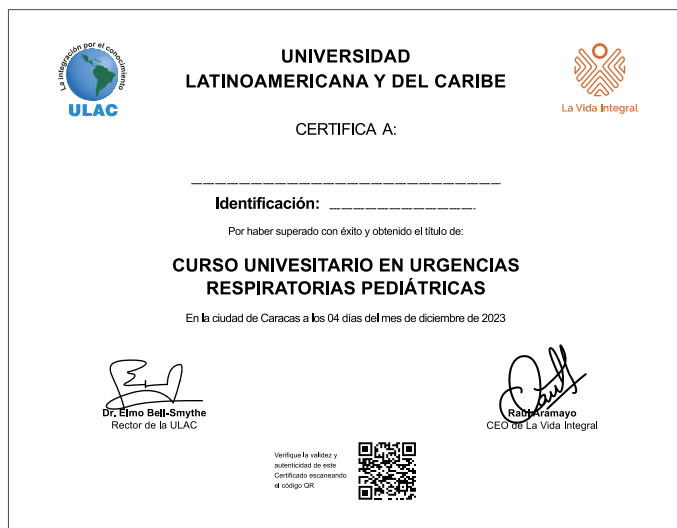 La integración por el conocimiento
ULAC
UNIVERSIDAD
LATINOAMERICANA Y DEL CARIBE
La Vida Integral
CERTIFICA A:
Identificación:
Por haber superado con éxito y obtenido el título de:
CURSO UNIVESITARIO EN URGENCIAS
RESPIRATORIAS PEDIÁTRICAS
En la ciudad de Caracas a los 04 días del mes de diciembre de 2023
Dr. Elmo Bell-Smythe
Rector de la ULAC
Raúl Aramayo
CEO de La Vida Integral
Verifique la validez y
autenticidad de este
Certificado escaneando
el código QR